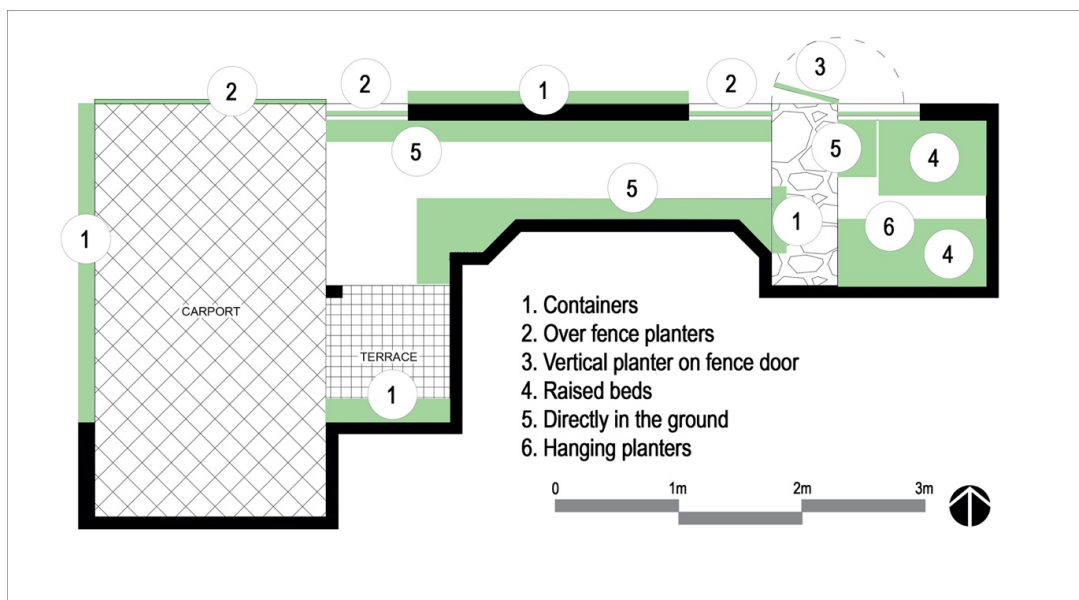 3
2
2
1
2
5
5
4
5
1
1
6
4
CARPORT
TERRACE
1
1. Containers
2. Over fence planters
3. Vertical planter on fence door
4. Raised beds
5. Directly in the ground
6. Hanging planters
0 1m 2m 3m